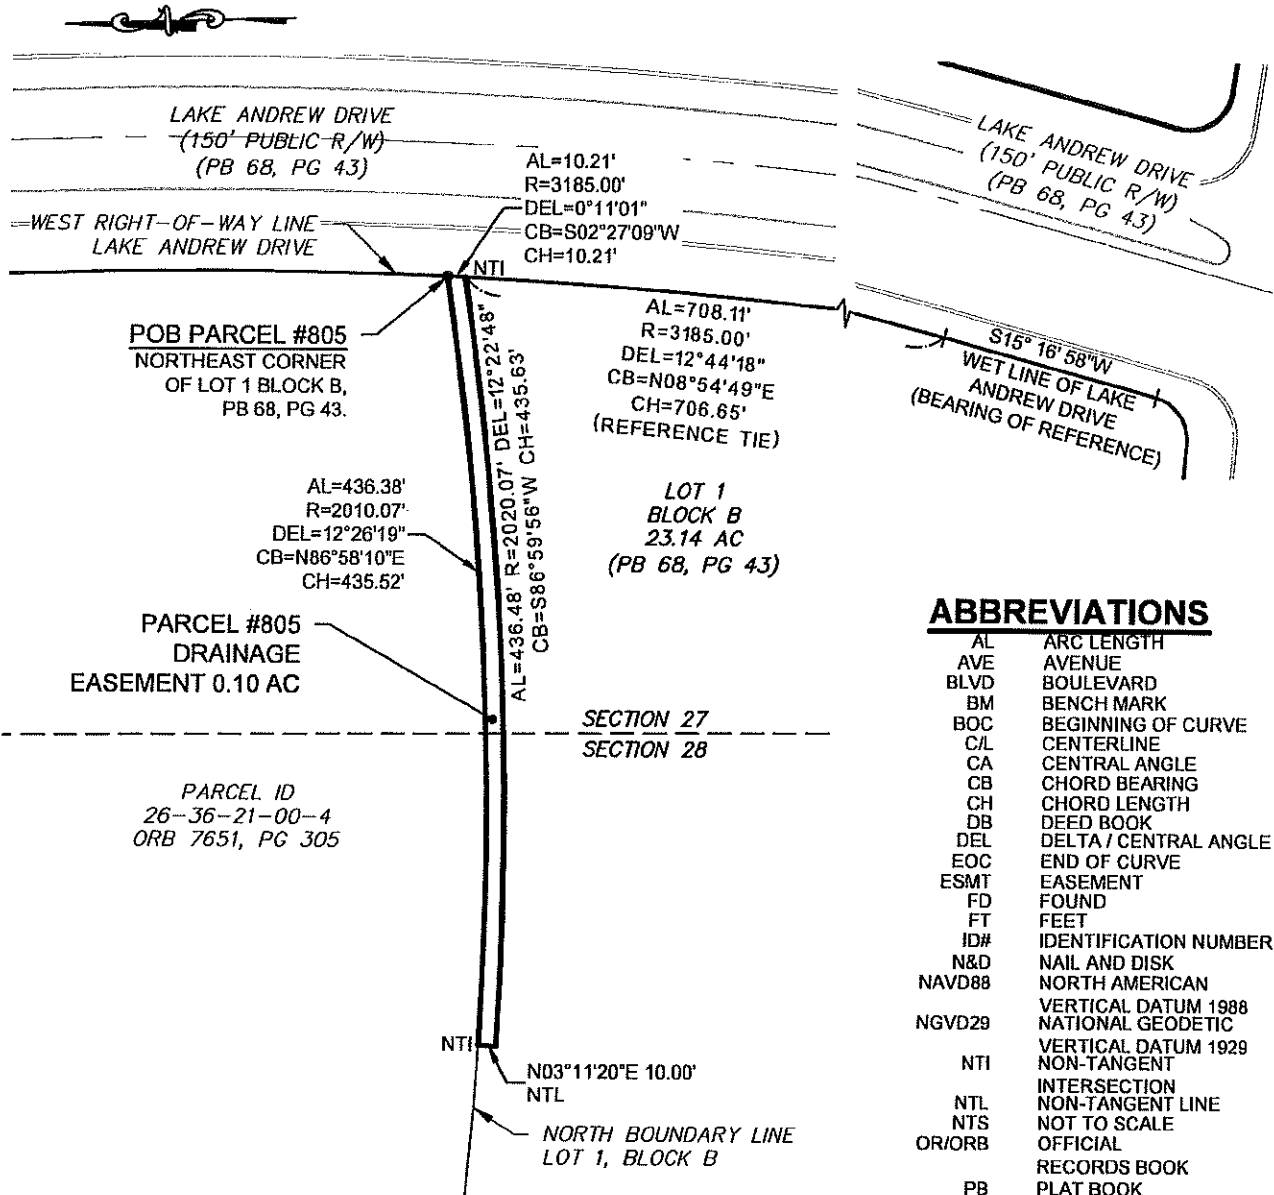 LAKE ANDREW DRIVE
(150' PUBLIC R/W)
(PB 68, PG 43)
AL=10.21'
R=3185.00'
DEL=0°11'01"
CB=S02°27'09"W
CH=10.21'
LAKE ANDREW DRIVE
(150' PUBLIC R/W)
(PB 68, PG 43)
WEST RIGHT-OF-WAY LINE
LAKE ANDREW DRIVE
NTI
POB PARCEL #805
NORTHEAST CORNER
OF LOT 1 BLOCK B,
PB 68, PG 43.
AL=708.11'
R=3185.00'
DEL=12°44'18"
CB=N08°54'49"E
CH=706.65'
(REFERENCE TIE)
S15° 16' 58"W
WET LINE OF LAKE
ANDREW DRIVE
(BEARING OF REFERENCE)
AL=436.48' R=2020.07' DEL=12°22'48"
CB=S86°59'56"W CH=435.63'
AL=436.38'
R=2010.07'
DEL=12°26'19"
CB=N86°58'10"E
CH=435.52'
LOT 1
BLOCK B
23.14 AC
(PB 68, PG 43)
PARCEL #805
DRAINAGE
EASEMENT 0.10 AC
SECTION 27
SECTION 28
PARCEL ID
26-36-21-00-4
ORB 7651, PG 305
NTI
N03°11'20"E 10.00'
NTL
NORTH BOUNDARY LINE
LOT 1, BLOCK B
ABBREVIATIONS
AL ARC LENGTH
AVE AVENUE
BLVD BOULEVARD
BM BENCH MARK
BOC BEGINNING OF CURVE
C/L CENTERLINE
CA CENTRAL ANGLE
CB CHORD BEARING
CH CHORD LENGTH
DB DEED BOOK
DEL DELTA / CENTRAL ANGLE
EOC END OF CURVE
ESMT EASEMENT
FD FOUND
FT FEET
ID# IDENTIFICATION NUMBER
N&D NAIL AND DISK
NAVD88 NORTH AMERICAN
VERTICAL DATUM 1988
NGVD29 NATIONAL GEODETIC
VERTICAL DATUM 1929
NTI NON-TANGENT
INTERSECTION
NTL NON-TANGENT LINE
NTS NOT TO SCALE
OR/ORB OFFICIAL
RECORDS BOOK
PB PLAT BOOK